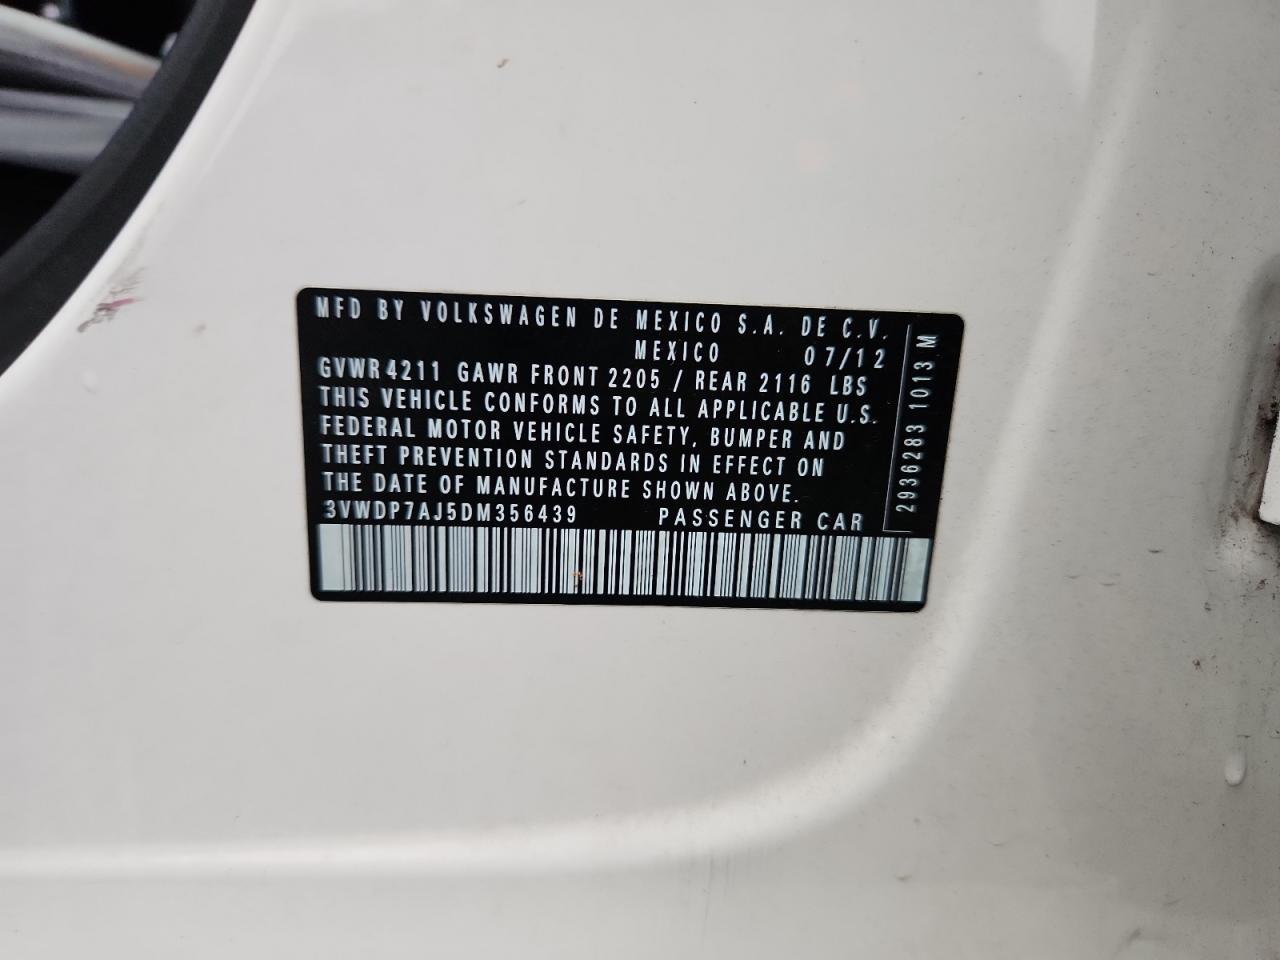 MFD BY VOLKSWAGEN DE MEXICO S.A. DE C.V.
MEXICO 07/12
GVWR 4211 GAWR FRONT 2205 / REAR 2116 LBS
THIS VEHICLE CONFORMS TO ALL APPLICABLE U.S.
FEDERAL MOTOR VEHICLE SAFETY, BUMPER AND
THEFT PREVENTION STANDARDS IN EFFECT ON
THE DATE OF MANUFACTURE SHOWN ABOVE.
3VWDP7AJ5DM356439 PASSENGER CAR
2936283 1013 M